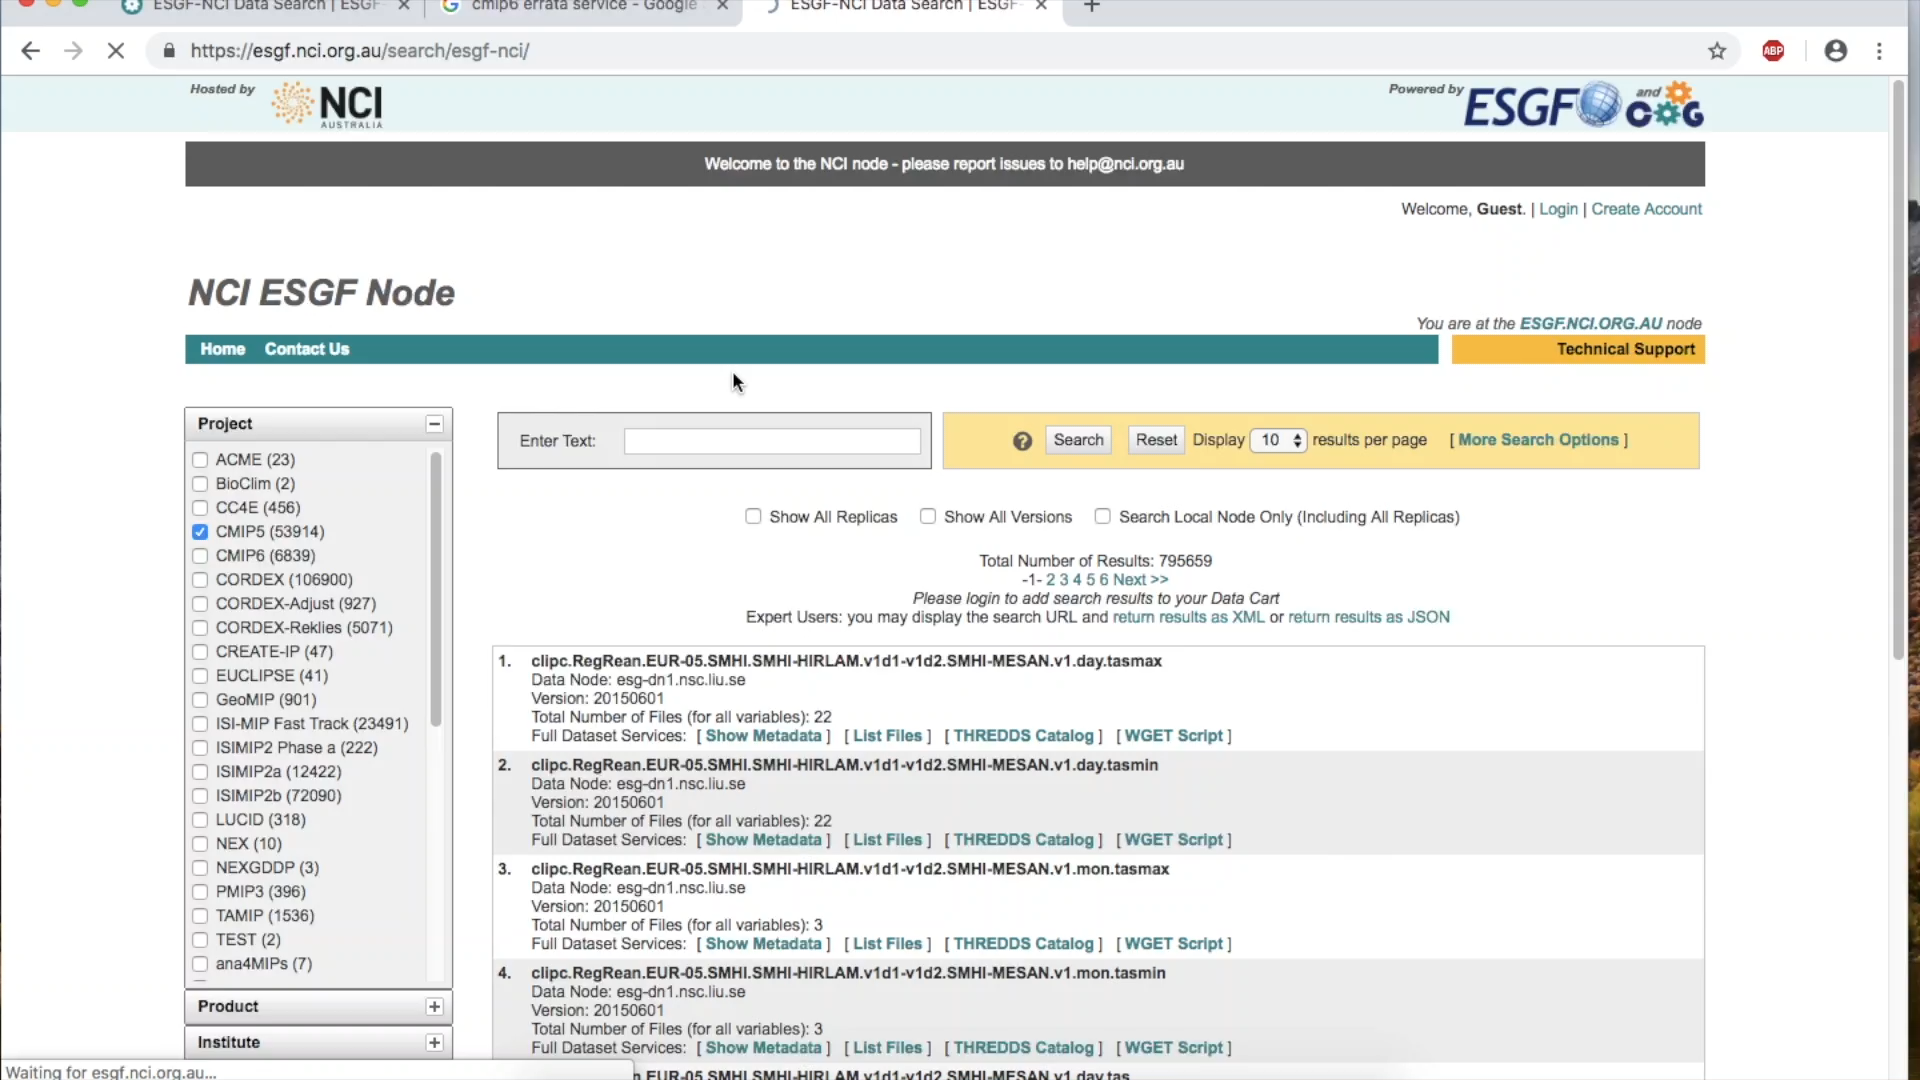 ESGF-NCI Data Search | ESGF-
cmip6 errata service - Google
ESGF-NCI Data Search | ESGF-
https://esgf.nci.org.au/search/esgf-nci/
ABP
Hosted by
NCI
AUSTRALIA
Powered by
ESGF
and
COG
Welcome to the NCI node - please report issues to help@nci.org.au
Welcome, Guest. | Login | Create Account
NCI ESGF Node
You are at the ESGF.NCI.ORG.AU node
Home Contact Us
Technical Support
Project
ACME (23)
BioClim (2)
CC4E (456)
CMIP5 (53914)
CMIP6 (6839)
CORDEX (106900)
CORDEX-Adjust (927)
CORDEX-Reklies (5071)
CREATE-IP (47)
EUCLIPSE (41)
GeoMIP (901)
ISI-MIP Fast Track (23491)
ISIMIP2 Phase a (222)
ISIMIP2a (12422)
ISIMIP2b (72090)
LUCID (318)
NEX (10)
NEXGDDP (3)
PMIP3 (396)
TAMIP (1536)
TEST (2)
ana4MIPs (7)
Product
Institute
Enter Text:
? Search Reset Display 10 results per page [ More Search Options ]
Show All Replicas Show All Versions Search Local Node Only (Including All Replicas)
Total Number of Results: 795659
-1- 2 3 4 5 6 Next >>
Please login to add search results to your Data Cart
Expert Users: you may display the search URL and return results as XML or return results as JSON
1. clipc.RegRean.EUR-05.SMHI.SMHI-HIRLAM.v1d1-v1d2.SMHI-MESAN.v1.day.tasmax
Data Node: esg-dn1.nsc.liu.se
Version: 20150601
Total Number of Files (for all variables): 22
Full Dataset Services: [ Show Metadata ] [ List Files ] [ THREDDS Catalog ] [ WGET Script ]
2. clipc.RegRean.EUR-05.SMHI.SMHI-HIRLAM.v1d1-v1d2.SMHI-MESAN.v1.day.tasmin
Data Node: esg-dn1.nsc.liu.se
Version: 20150601
Total Number of Files (for all variables): 22
Full Dataset Services: [ Show Metadata ] [ List Files ] [ THREDDS Catalog ] [ WGET Script ]
3. clipc.RegRean.EUR-05.SMHI.SMHI-HIRLAM.v1d1-v1d2.SMHI-MESAN.v1.mon.tasmax
Data Node: esg-dn1.nsc.liu.se
Version: 20150601
Total Number of Files (for all variables): 3
Full Dataset Services: [ Show Metadata ] [ List Files ] [ THREDDS Catalog ] [ WGET Script ]
4. clipc.RegRean.EUR-05.SMHI.SMHI-HIRLAM.v1d1-v1d2.SMHI-MESAN.v1.mon.tasmin
Data Node: esg-dn1.nsc.liu.se
Version: 20150601
Total Number of Files (for all variables): 3
Full Dataset Services: [ Show Metadata ] [ List Files ] [ THREDDS Catalog ] [ WGET Script ]
n.EUR-05.SMHI.SMHI-HIRLAM.v1d1-v1d2.SMHI-MESAN.v1.day.tas
Waiting for esgf.nci.org.au...